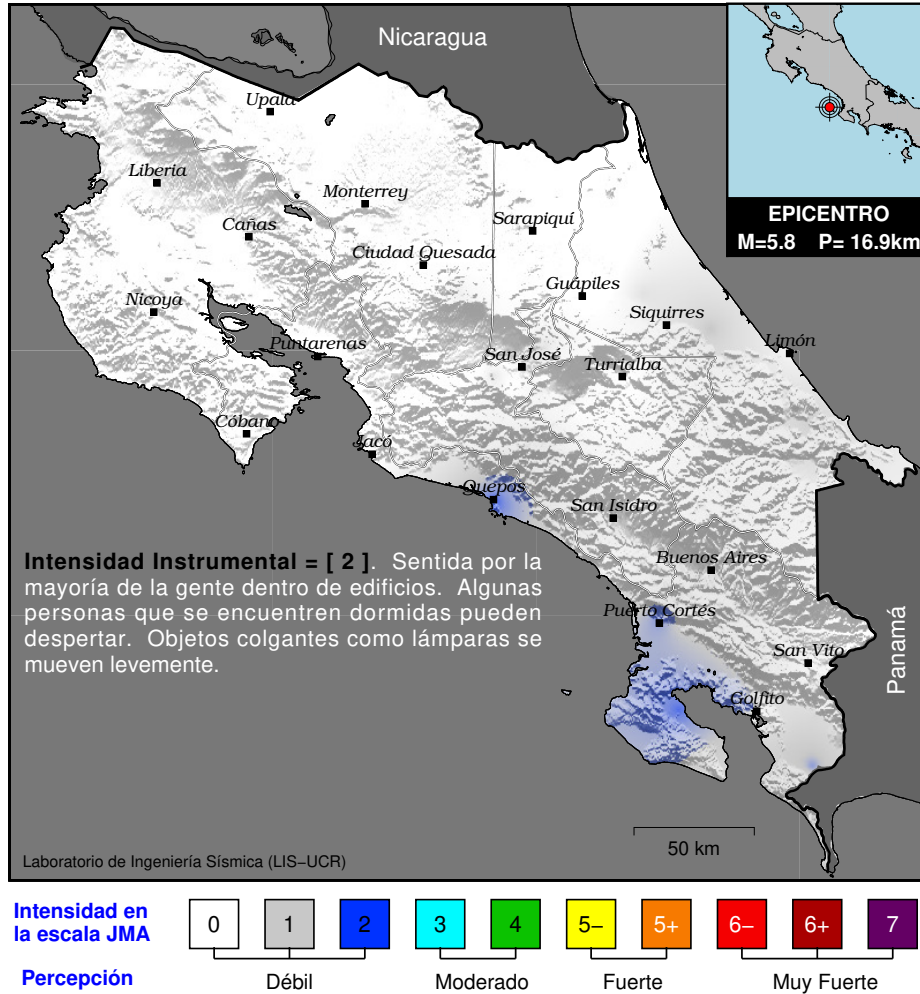 Nicaragua
EPICENTRO
M=5.8 P= 16.9km
Upala
Liberia
Monterrey
Cañas
Sarapiquí
Ciudad Quesada
Guápiles
Nicoya
Siquirres
Puntarenas
San José
Limón
Turrialba
Cóbano
Jacó
Quepos
San Isidro
Buenos Aires
Puerto Cortés
San Vito
Golfito
Panamá
Intensidad Instrumental = [ 2 ]. Sentida por la
mayoría de la gente dentro de edificios. Algunas
personas que se encuentren dormidas pueden
despertar. Objetos colgantes como lámparas se
mueven levemente.
50 km
Laboratorio de Ingeniería Sísmica (LIS−UCR)
Intensidad en
la escala JMA
0 1 2 3 4 5− 5+ 6− 6+ 7
Percepción
Débil Moderado Fuerte Muy Fuerte